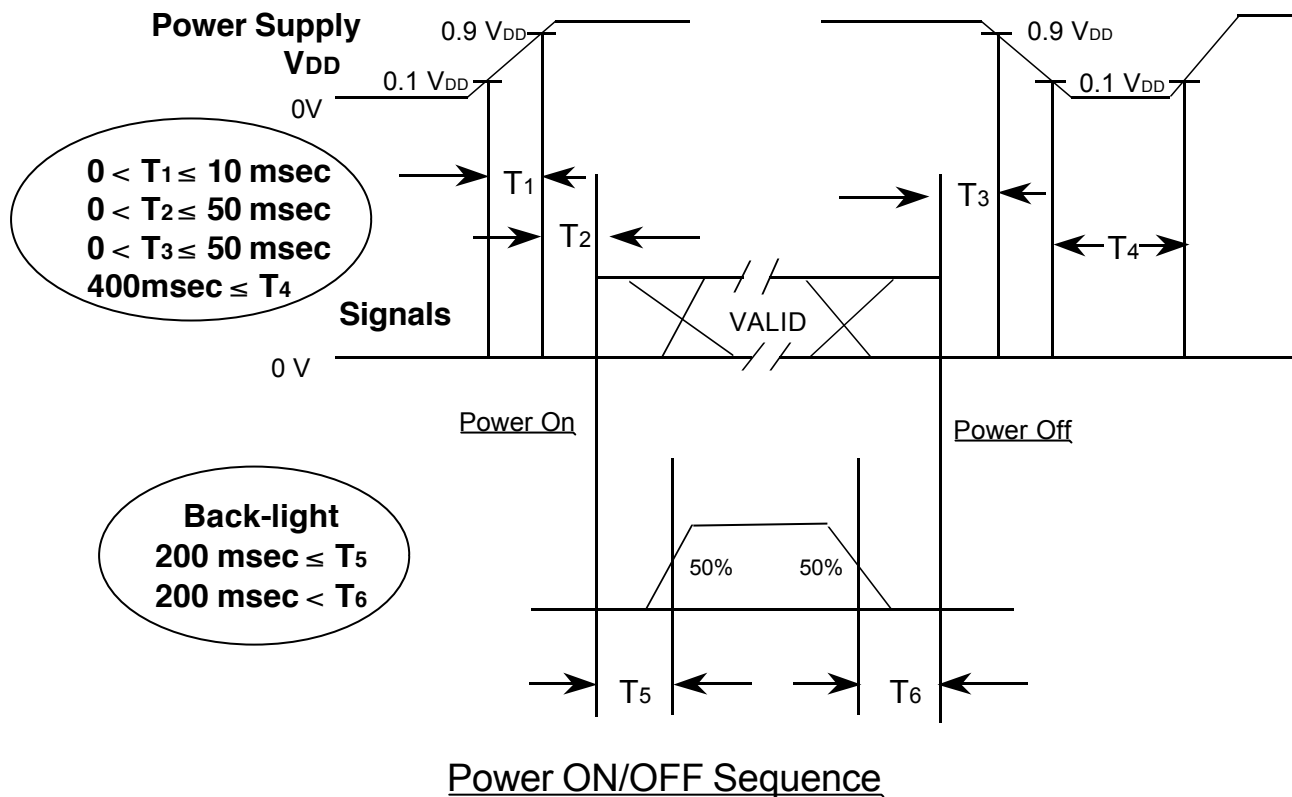 Power Supply
VDD
0.9 VDD
0.1 VDD
0V
0.9 VDD
0.1 VDD
0 < T1 ≤ 10 msec
0 < T2 ≤ 50 msec
0 < T3 ≤ 50 msec
400msec ≤ T4
T1
T2
T3
T4
Signals
VALID
0 V
Power On
Power Off
Back-light
200 msec ≤ T5
200 msec < T6
50%
50%
T5
T6
Power ON/OFF Sequence